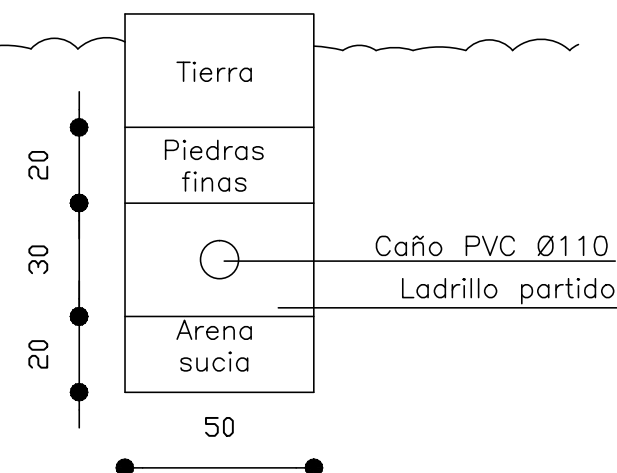 Tierra
Piedras
finas
20
30
Caño PVC Ø110
Ladrillo partido
Arena
sucia
20
50